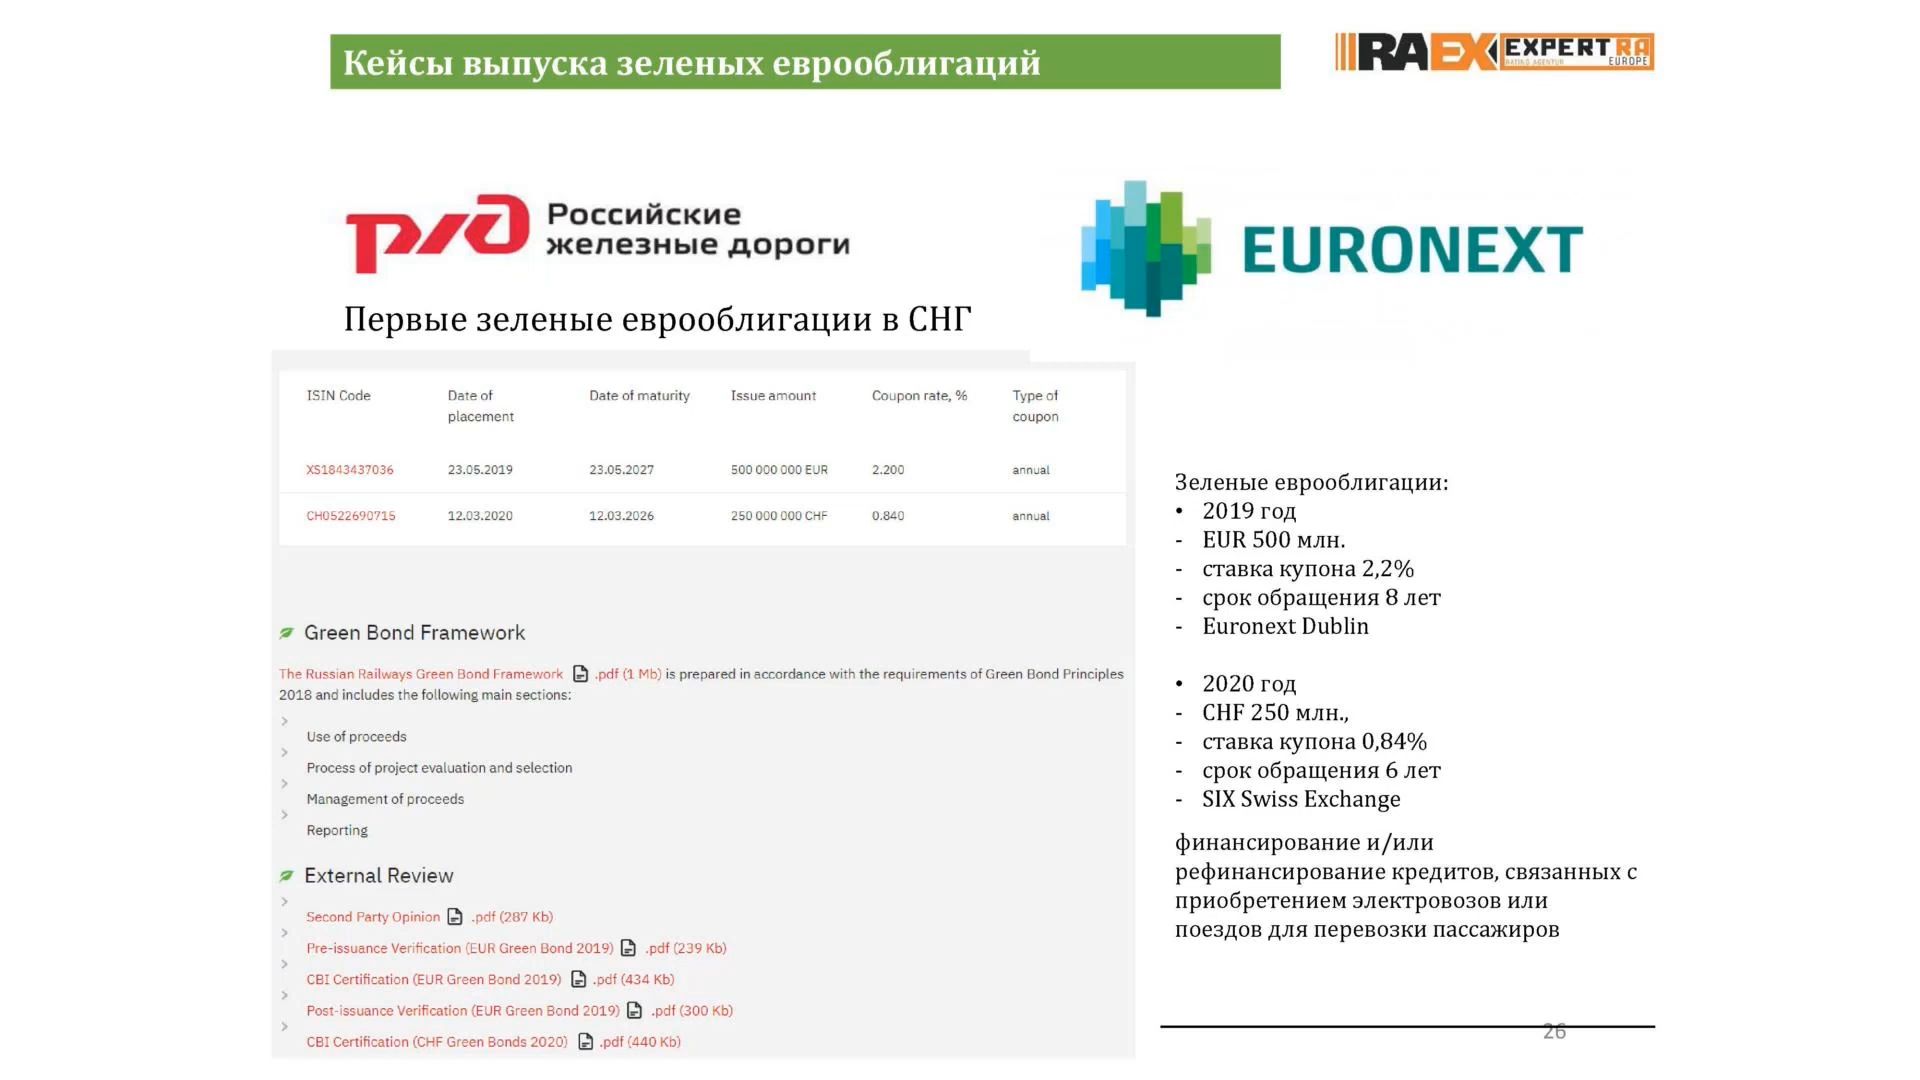 Кейсы выпуска зеленых еврооблигаций
RAEX EXPERT RA
RATING AGENTUR EUROPE
РЖД Российские
железные дороги
EURONEXT
Первые зеленые еврооблигации в СНГ
ISIN Code Date of placement Date of maturity Issue amount Coupon rate, % Type of coupon
XS1843437036 23.05.2019 23.05.2027 500 000 000 EUR 2.200 annual
CH0522690715 12.03.2020 12.03.2026 250 000 000 CHF 0.840 annual
Green Bond Framework
The Russian Railways Green Bond Framework .pdf (1 Mb) is prepared in accordance with the requirements of Green Bond Principles
2018 and includes the following main sections:
Use of proceeds
Process of project evaluation and selection
Management of proceeds
Reporting
External Review
Second Party Opinion .pdf (287 Kb)
Pre-issuance Verification (EUR Green Bond 2019) .pdf (239 Kb)
CBI Certification (EUR Green Bond 2019) .pdf (434 Kb)
Post-issuance Verification (EUR Green Bond 2019) .pdf (300 Kb)
CBI Certification (CHF Green Bonds 2020) .pdf (440 Kb)
Зеленые еврооблигации:
• 2019 год
- EUR 500 млн.
- ставка купона 2,2%
- срок обращения 8 лет
- Euronext Dublin
• 2020 год
- CHF 250 млн.,
- ставка купона 0,84%
- срок обращения 6 лет
- SIX Swiss Exchange
финансирование и/или
рефинансирование кредитов, связанных с
приобретением электровозов или
поездов для перевозки пассажиров
26